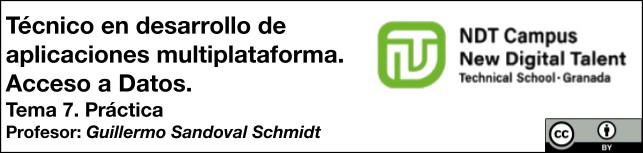 Técnico en desarrollo de
aplicaciones multiplataforma.
Acceso a Datos.
Tema 7. Práctica
Profesor: Guillermo Sandoval Schmidt
NDT Campus
New Digital Talent
Technical School · Granada
cc
BY